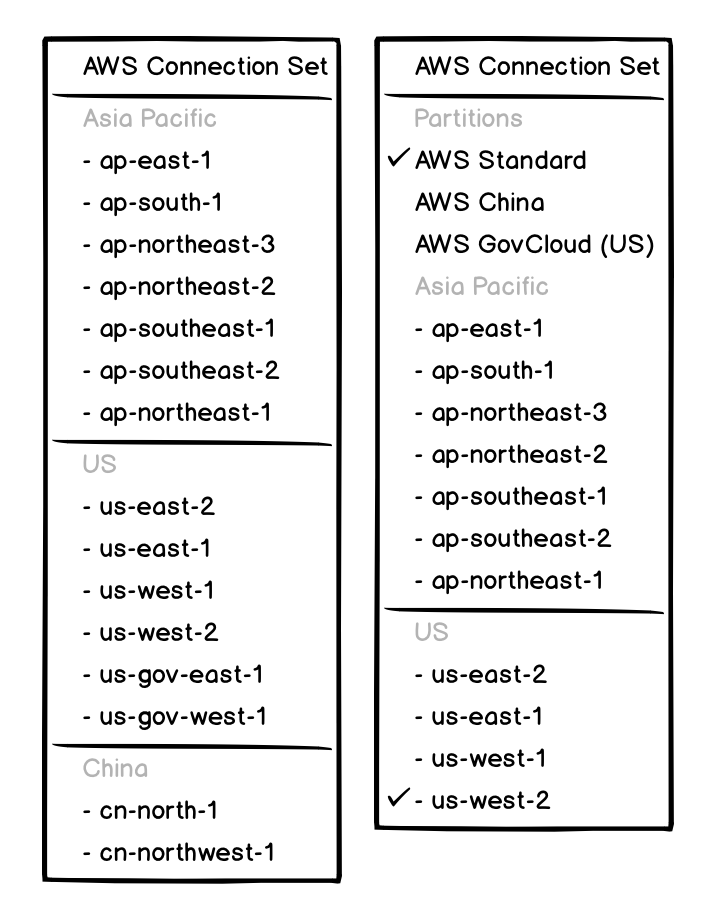 AWS Connection Set
Asia Pacific
- ap-east-1
- ap-south-1
- ap-northeast-3
- ap-northeast-2
- ap-southeast-1
- ap-southeast-2
- ap-northeast-1
US
- us-east-2
- us-east-1
- us-west-1
- us-west-2
- us-gov-east-1
- us-gov-west-1
China
- cn-north-1
- cn-northwest-1
AWS Connection Set
Partitions
✓ AWS Standard
AWS China
AWS GovCloud (US)
Asia Pacific
- ap-east-1
- ap-south-1
- ap-northeast-3
- ap-northeast-2
- ap-southeast-1
- ap-southeast-2
- ap-northeast-1
US
- us-east-2
- us-east-1
- us-west-1
✓ - us-west-2